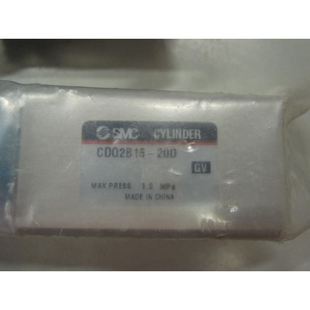 SMC CYLINDER
CDQ2B16-20D
GV
MAX.PRESS. 1.0 MPa
MADE IN CHINA